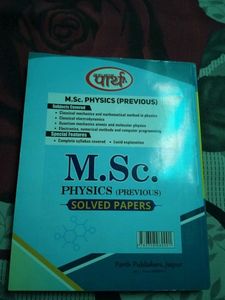 पार्थ
M.Sc. PHYSICS (PREVIOUS)
Subjects Covered
• Classical mechanics and mathematical method in physics
• Classical electrodynamics
• Quantum mechanics atomic and molecular physics
• Electronics, numerical methods and computer programming
Special Features
• Complete syllabus covered • Lucid explanation
M.Sc.
PHYSICS (PREVIOUS)
SOLVED PAPERS
Parth Publishers, Jaipur